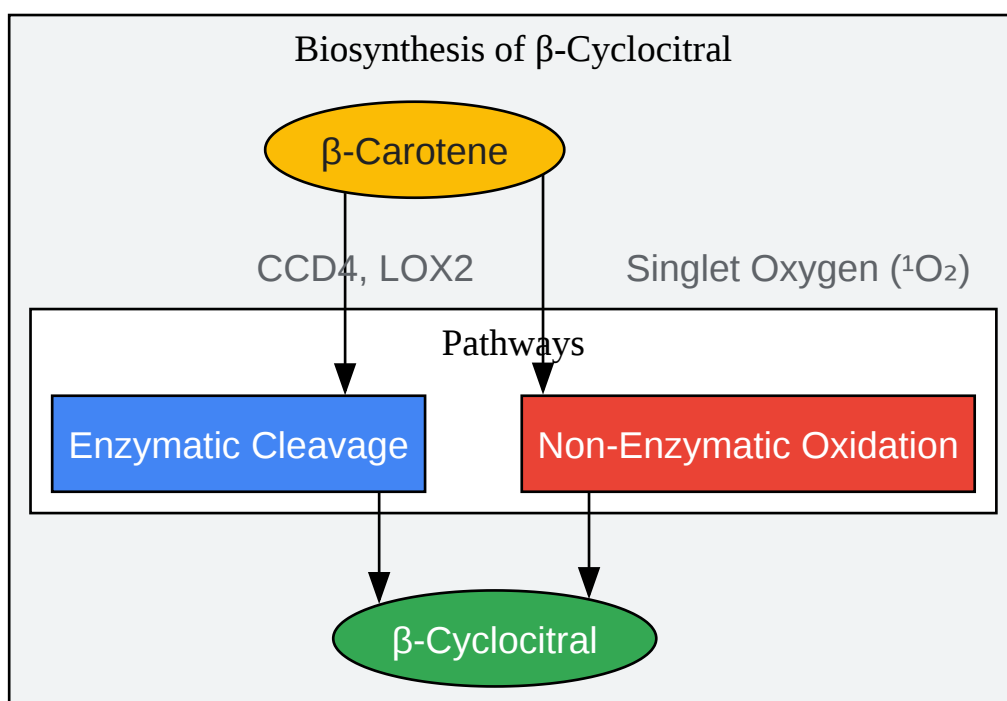 Biosynthesis of β-Cyclocitral
β-Carotene
CCD4, LOX2
Singlet Oxygen (¹O₂)
Pathways
Enzymatic Cleavage
Non-Enzymatic Oxidation
β-Cyclocitral